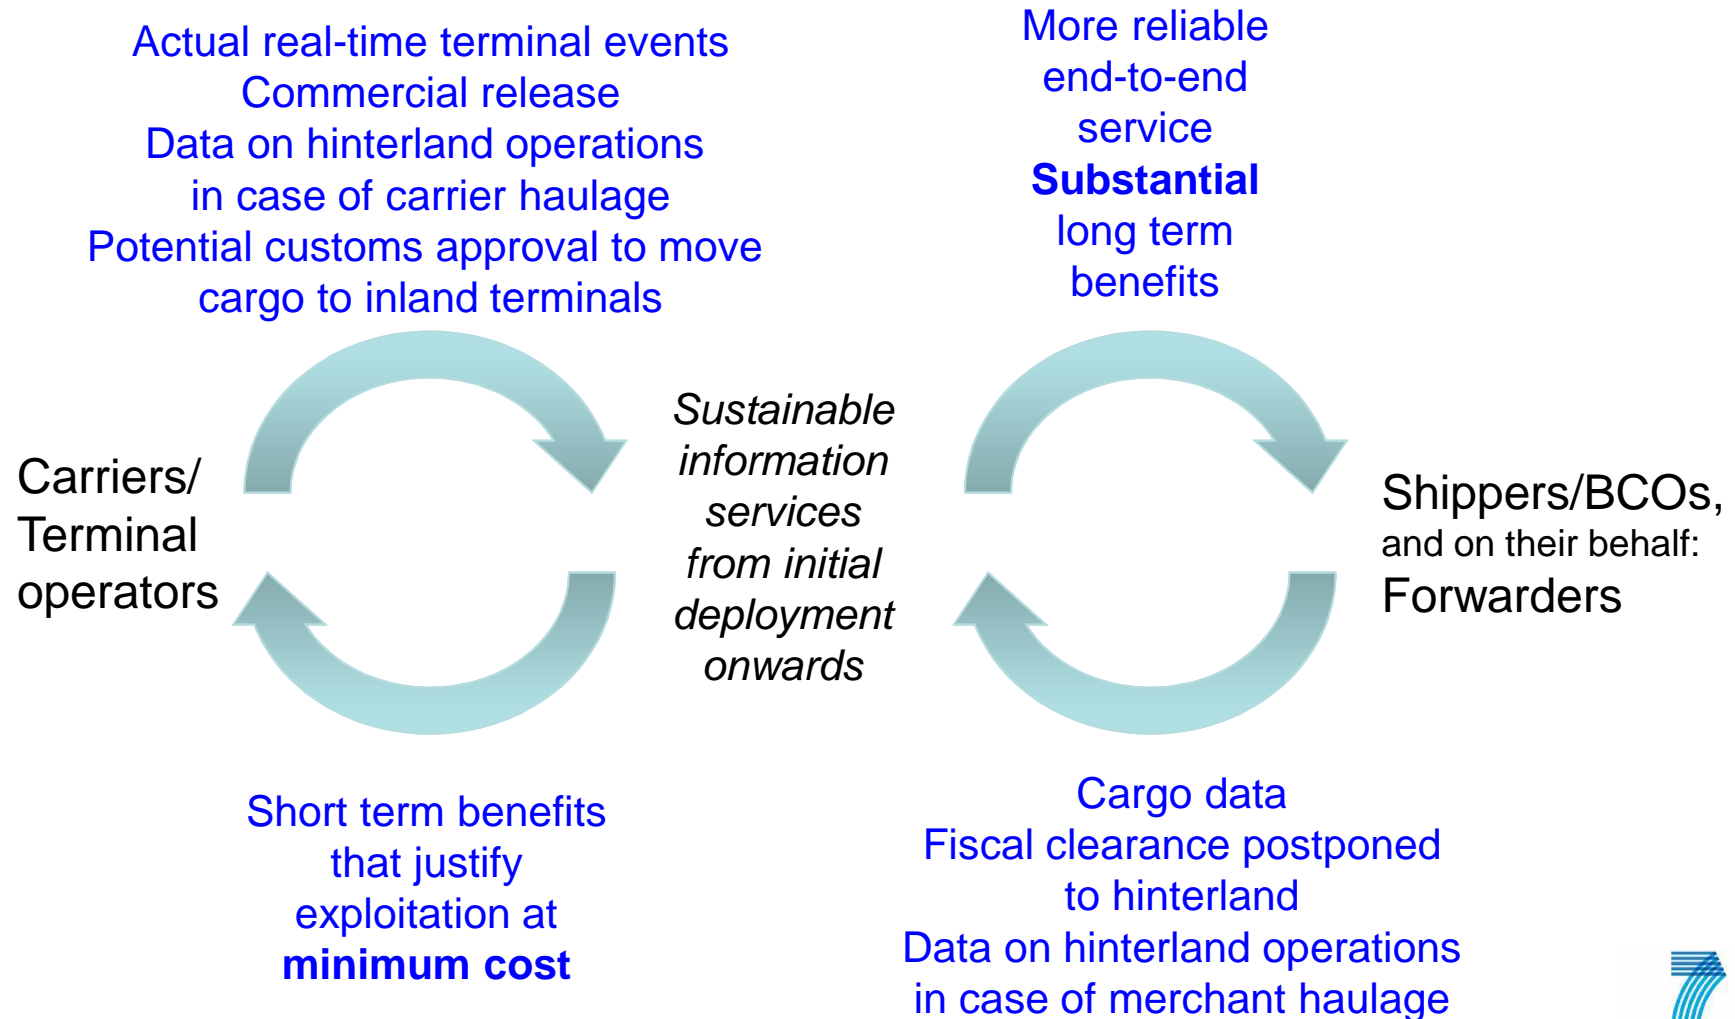 Actual real-time terminal events
Commercial release
Data on hinterland operations
in case of carrier haulage
Potential customs approval to move
cargo to inland terminals
More reliable
end-to-end
service
Substantial
long term
benefits
Carriers/
Terminal
operators
Sustainable
information
services
from initial
deployment
onwards
Shippers/BCOs,
and on their behalf:
Forwarders
Short term benefits
that justify
exploitation at
minimum cost
Cargo data
Fiscal clearance postponed
to hinterland
Data on hinterland operations
in case of merchant haulage
7